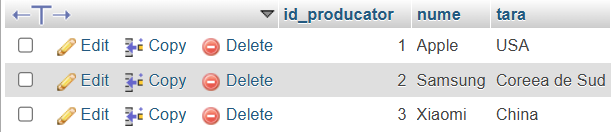 ←T→ id_producator nume tara
Edit Copy Delete 1 Apple USA
Edit Copy Delete 2 Samsung Coreea de Sud
Edit Copy Delete 3 Xiaomi China